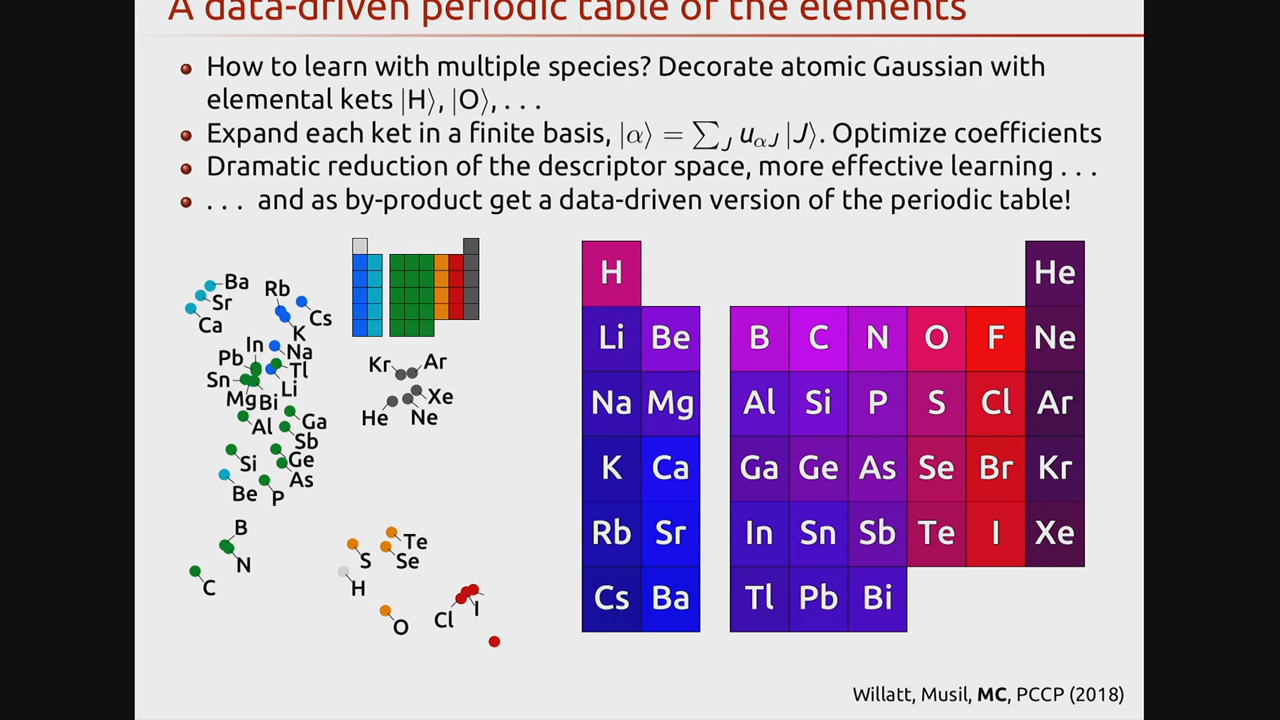 A data-driven periodic table of the elements
How to learn with multiple species? Decorate atomic Gaussian with
elemental kets |H⟩, |O⟩, . . .
Expand each ket in a finite basis, |α⟩ = ∑_J u_{αJ} |J⟩. Optimize coefficients
Dramatic reduction of the descriptor space, more effective learning . . .
. . . and as by-product get a data-driven version of the periodic table!
Ba
Sr
Ca
Rb
Cs
K
In
Na
Pb
Tl
Sn
Li
Mg
Bi
Al
Ga
Sb
Si
Ge
As
Be
P
B
N
C
Kr
Ar
Xe
He
Ne
Te
S
Se
H
O
Cl
I
H He
Li Be B C N O F Ne
Na Mg Al Si P S Cl Ar
K Ca Ga Ge As Se Br Kr
Rb Sr In Sn Sb Te I Xe
Cs Ba Tl Pb Bi
Willatt, Musil, MC, PCCP (2018)